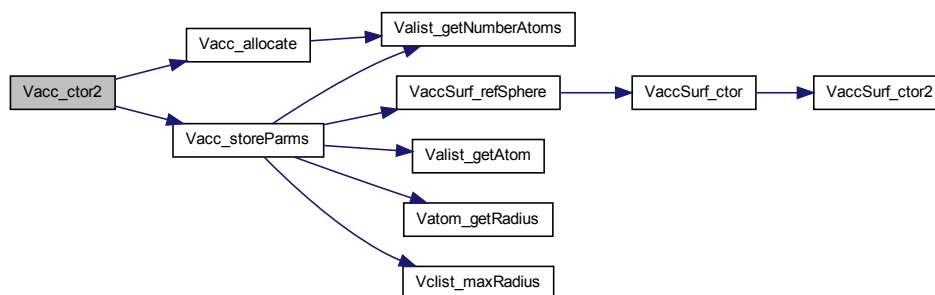 Vacc_ctor2
Vacc_allocate
Vacc_storeParms
Valist_getNumberAtoms
VaccSurf_refSphere
Valist_getAtom
Vatom_getRadius
Vclist_maxRadius
VaccSurf_ctor
VaccSurf_ctor2